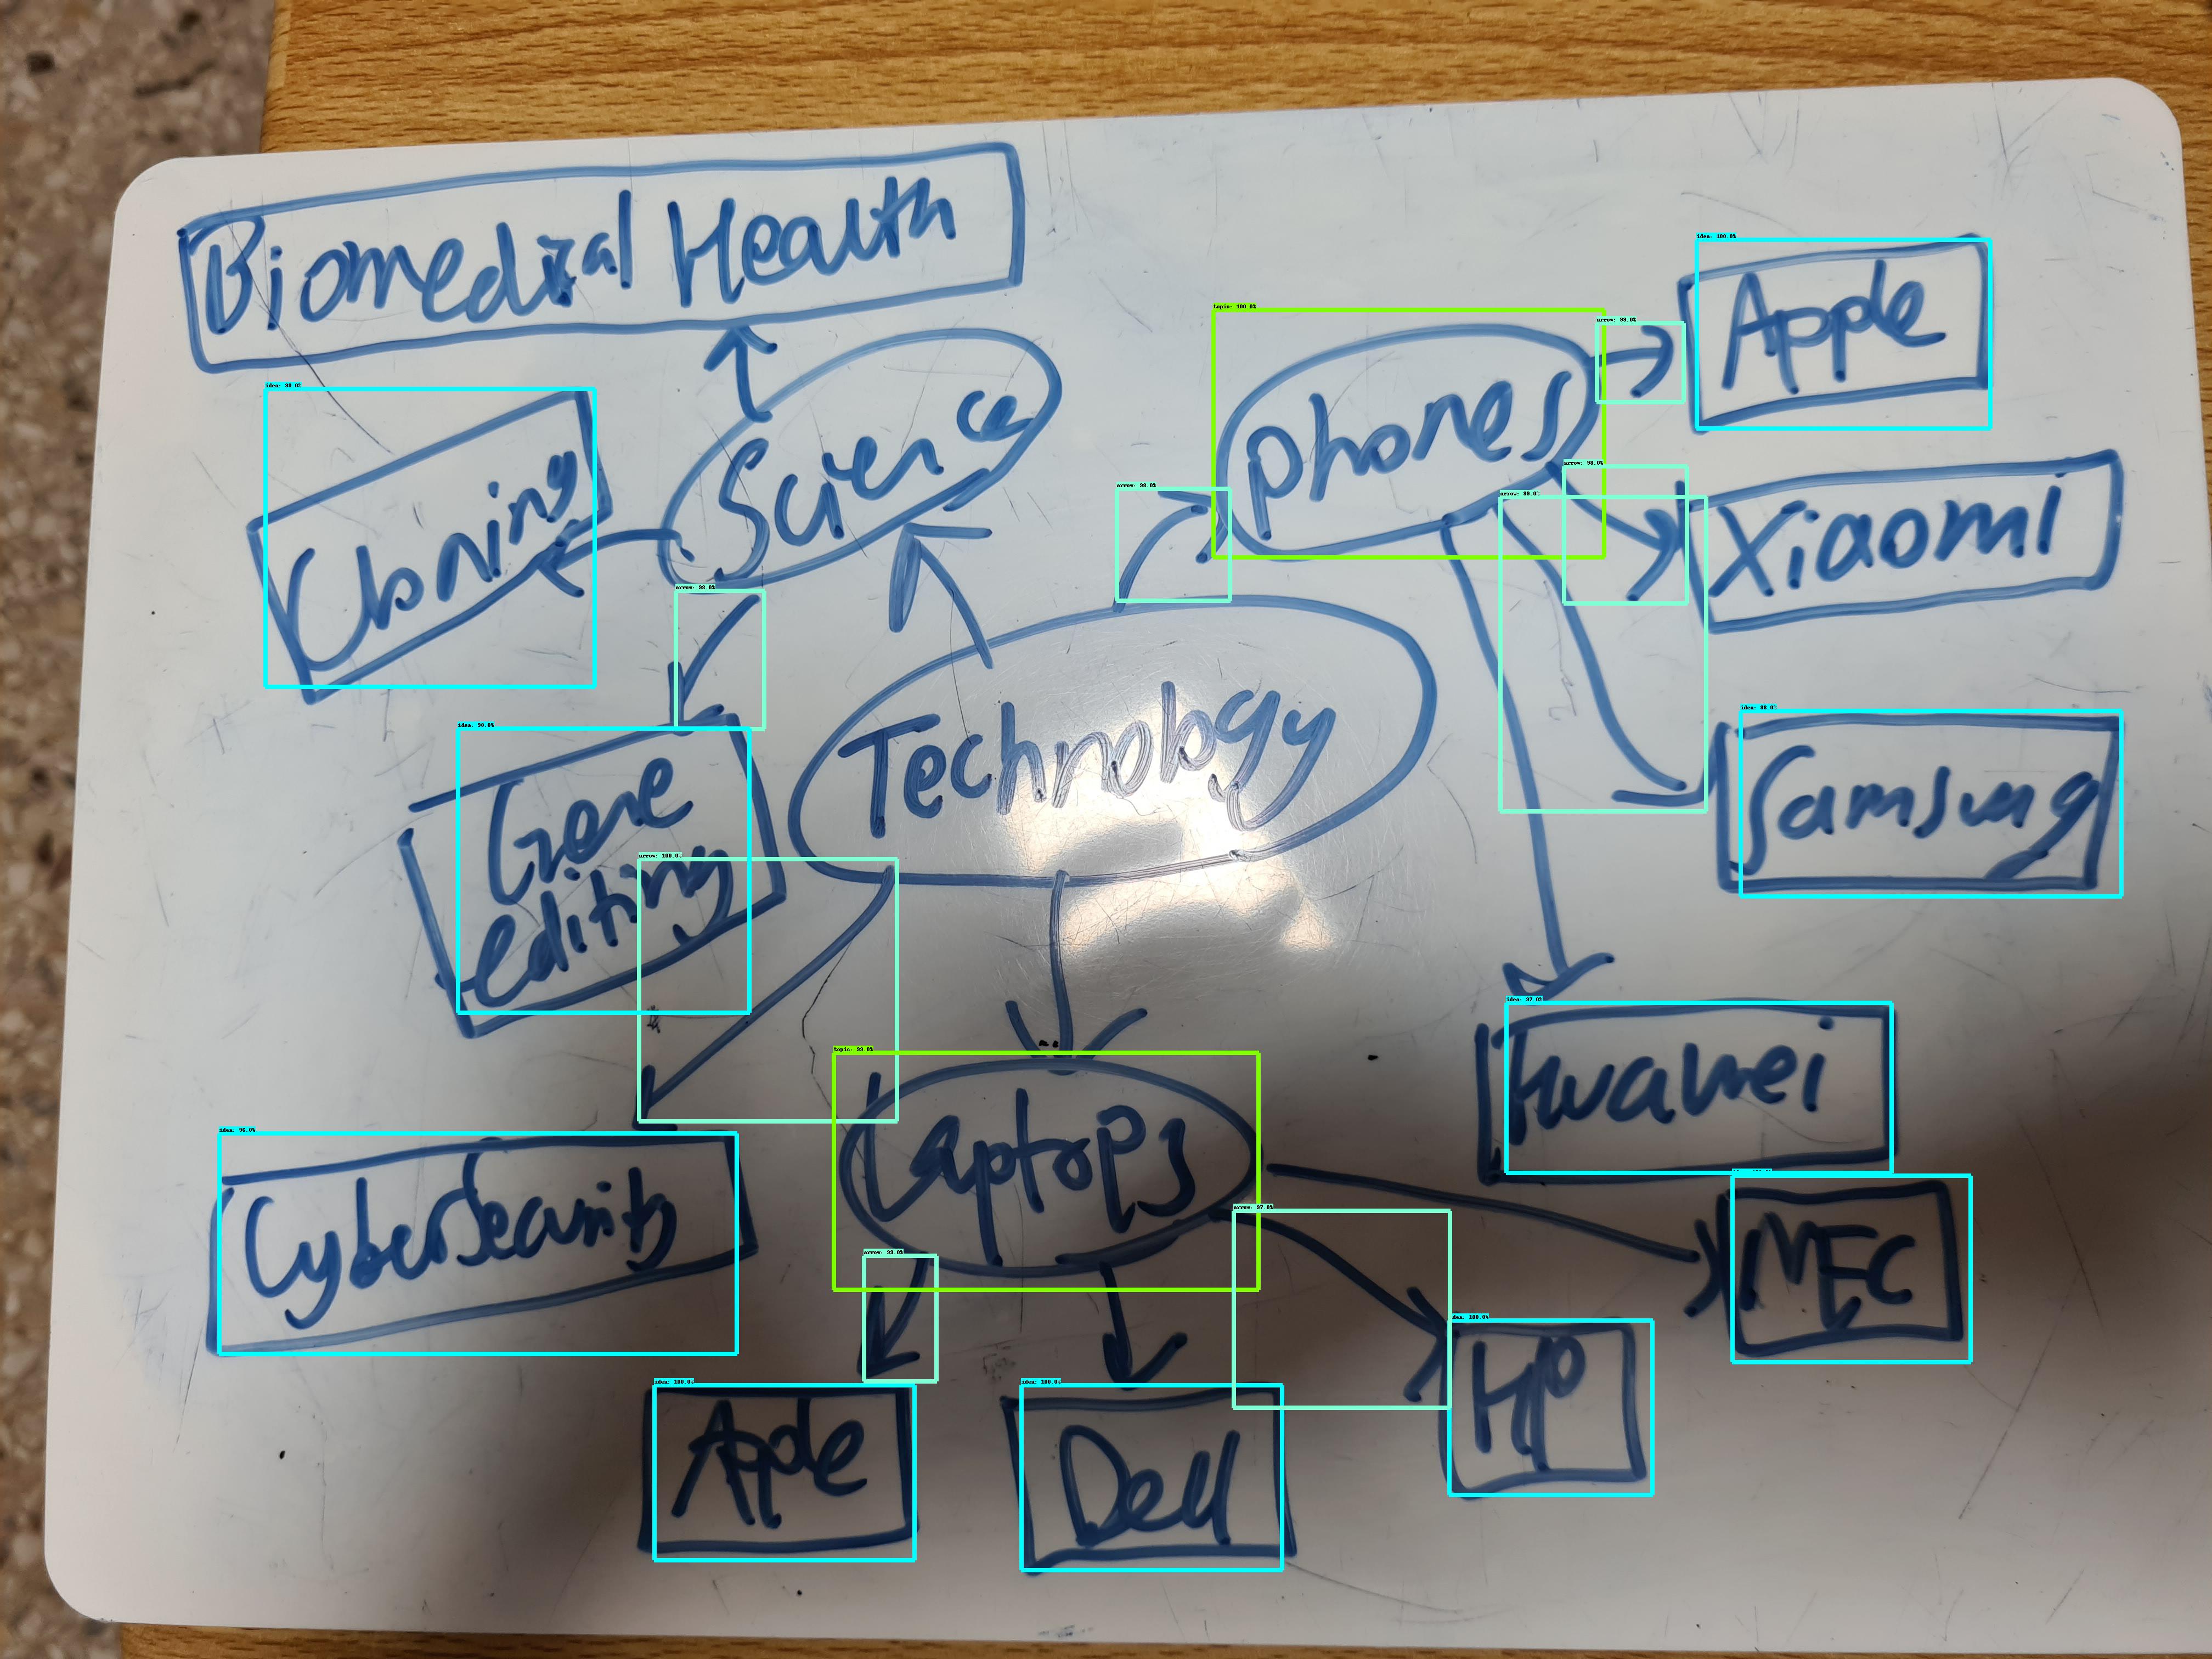 Biomedical Health
idea: 100.0%
Apple
topic: 100.0%
arrow: 99.0%
phones
idea: 99.0%
Cloning
Science
arrow: 98.0%
arrow: 98.0%
arrow: 99.0%
Xiaomi
arrow: 98.0%
Technology
idea: 98.0%
Samsung
idea: 98.0%
Gene
editing
arrow: 100.0%
idea: 97.0%
Huawei
topic: 99.0%
Laptops
idea: 96.0%
CyberSecurity
NEC
arrow: 97.0%
arrow: 99.0%
idea: 100.0%
HP
idea: 100.0%
Apple
idea: 100.0%
Dell